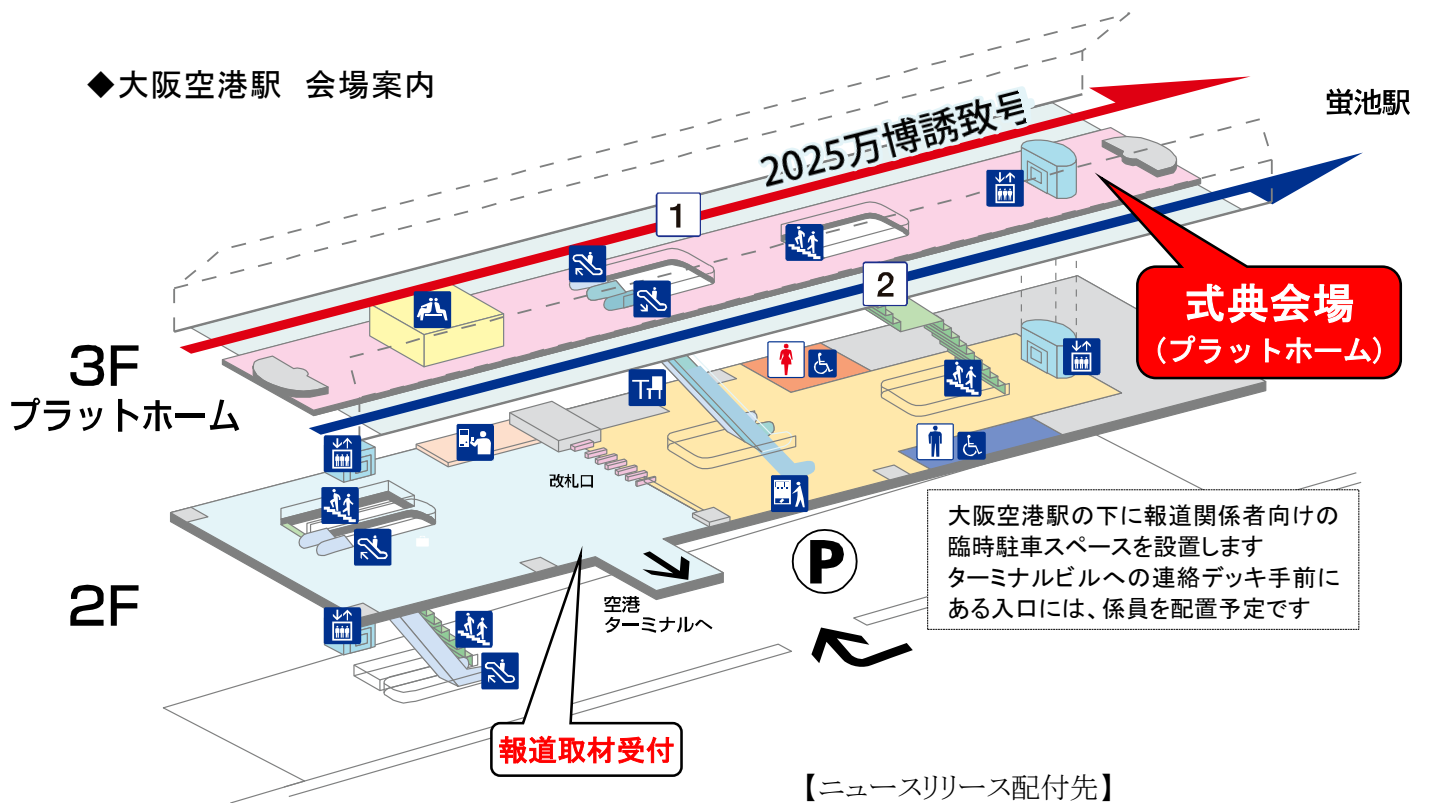 ◆大阪空港駅　会場案内
蛍池駅
2025万博誘致号
1
2
式典会場
（プラットホーム）
3F
プラットホーム
改札口
P
大阪空港駅の下に報道関係者向けの
臨時駐車スペースを設置します
ターミナルビルへの連絡デッキ手前に
ある入口には、係員を配置予定です
2F
空港
ターミナルへ
報道取材受付
【ニュースリリース配付先】